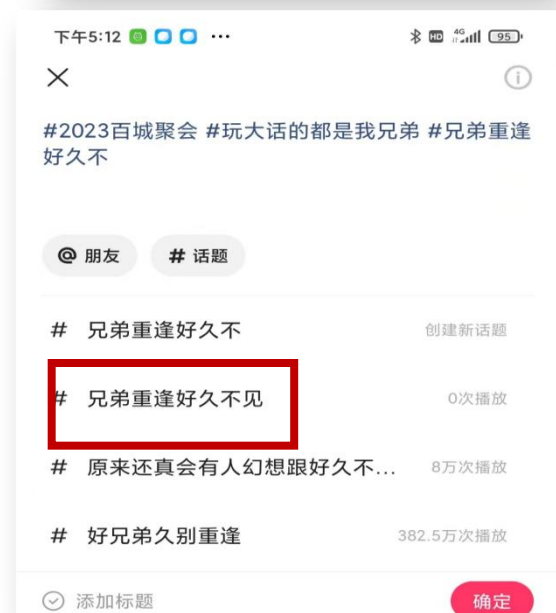 下午5:12 ... HD 4G 95
#2023百城聚会 #玩大话的都是我兄弟 #兄弟重逢
好久不
@ 朋友 # 话题
# 兄弟重逢好久不 创建新话题
# 兄弟重逢好久不见 0次播放
# 原来还真会有人幻想跟好久不... 8万次播放
# 好兄弟久别重逢 382.5万次播放
添加标题 确定